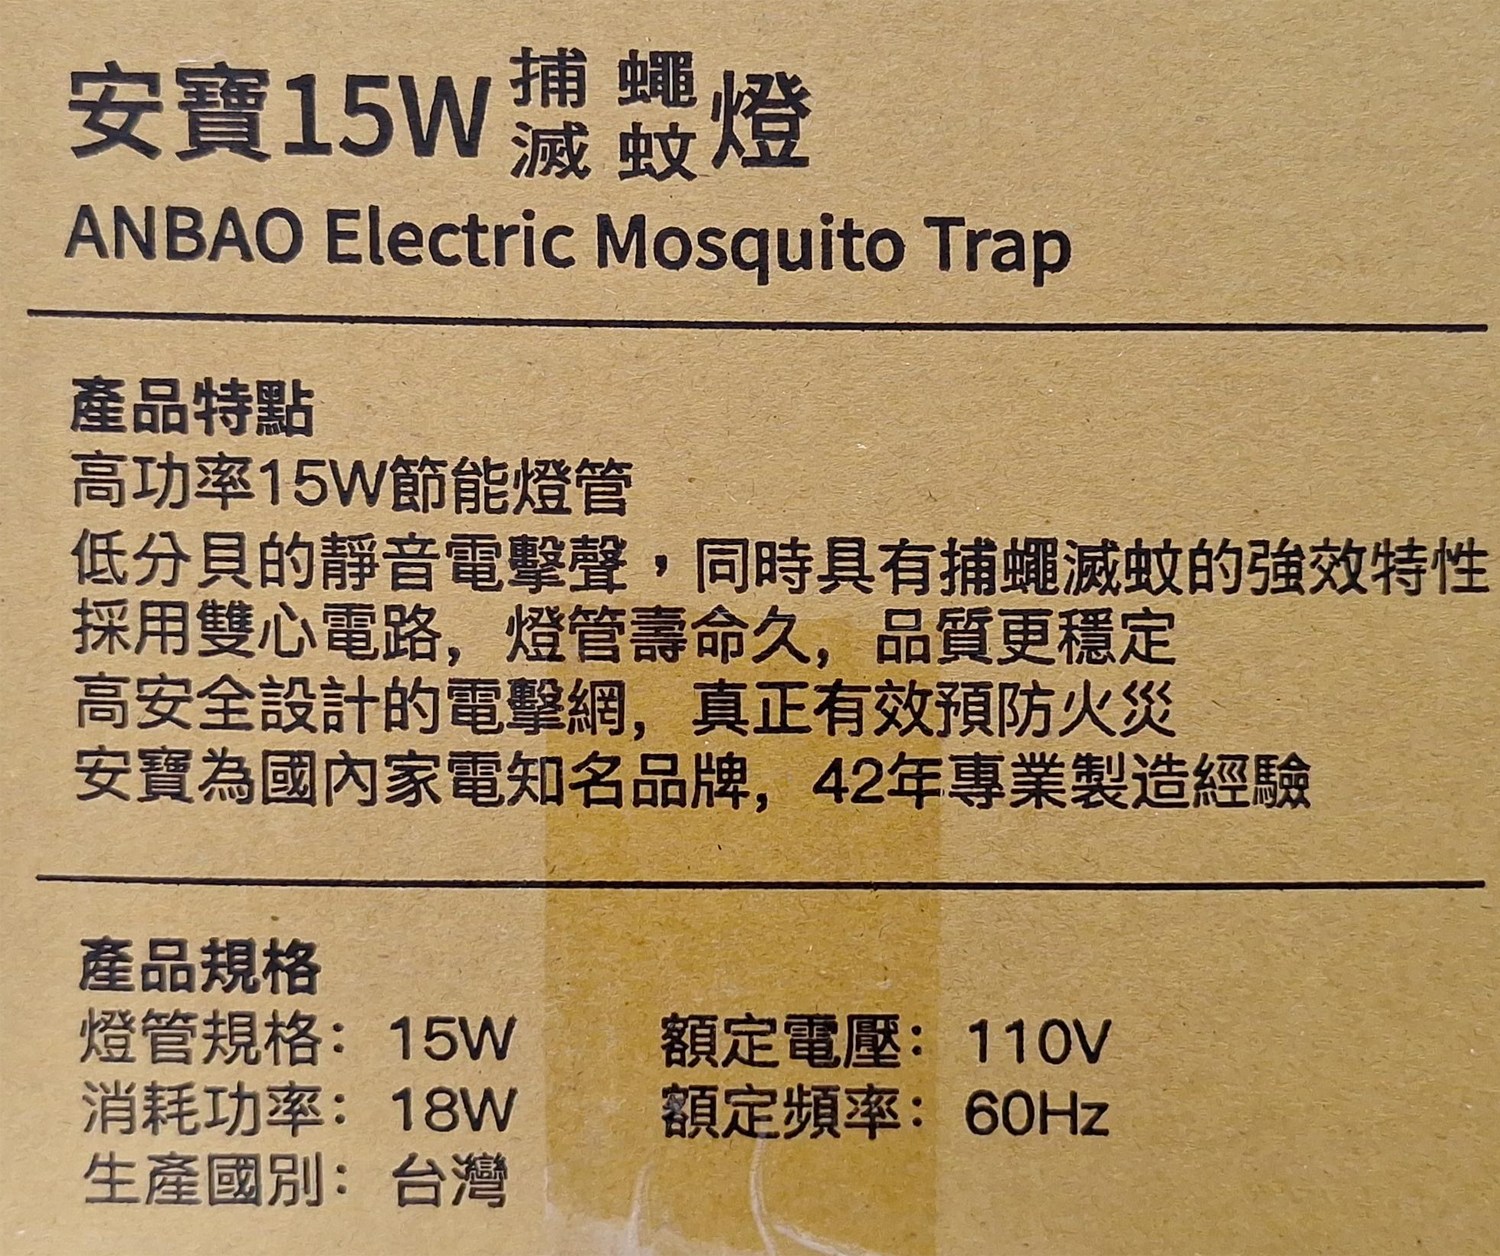 安寶15W捕蠅滅蚊燈
ANBAO Electric Mosquito Trap
產品特點
高功率15W節能燈管
低分貝的靜音電擊聲，同時具有捕蠅滅蚊的強效特性
採用雙心電路，燈管壽命久，品質更穩定
高安全設計的電擊網，真正有效預防火災
安寶為國內家電知名品牌，42年專業製造經驗
產品規格
燈管規格：15W 額定電壓：110V
消耗功率：18W 額定頻率：60Hz
生產國別：台灣